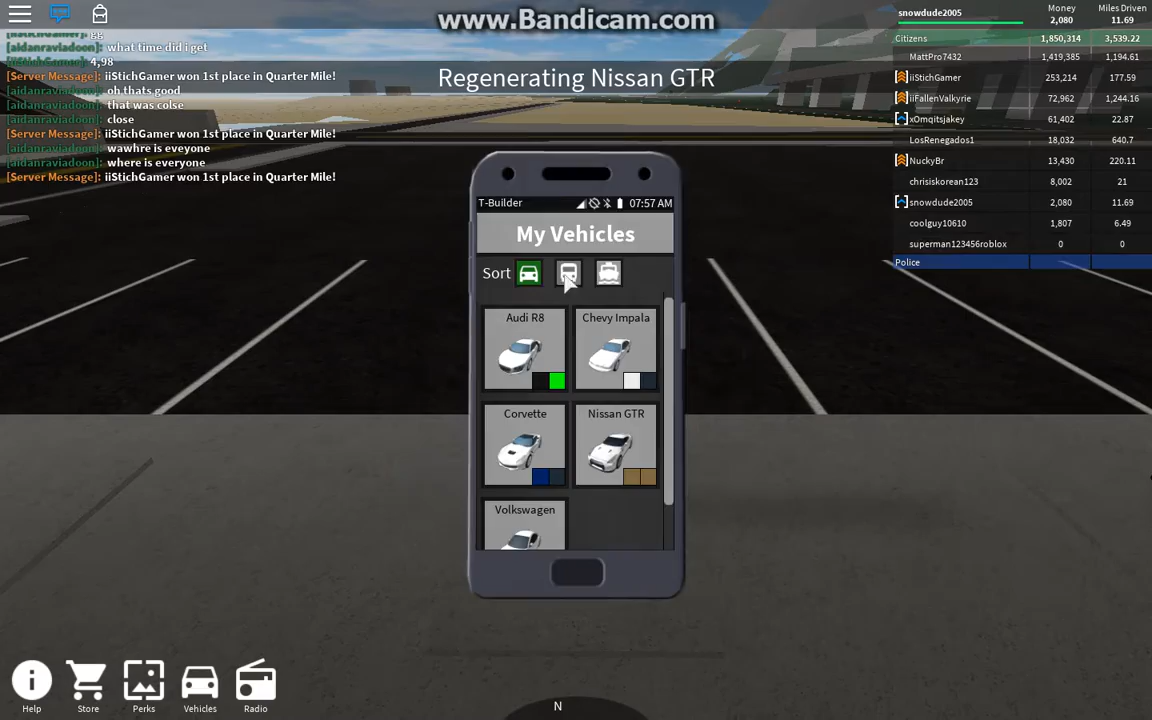 www.Bandicam.com
Regenerating Nissan GTR
[aidanraviadoon]: what time did i get
[iiStichGamer]: 4,98
[Server Message]: iiStichGamer won 1st place in Quarter Mile!
[aidanraviadoon]: oh thats good
[aidanraviadoon]: that was colse
[aidanraviadoon]: close
[Server Message]: iiStichGamer won 1st place in Quarter Mile!
[aidanraviadoon]: wawhre is eveyone
[aidanraviadoon]: where is everyone
[Server Message]: iiStichGamer won 1st place in Quarter Mile!
snowdude2005 Money 2,080 Miles Driven 11.69
Citizens 1,850,314 3,539.22
MattPro7432 1,419,385 1,194.61
iiStichGamer 253,214 177.59
iiFallenValkyrie 72,962 1,244.16
xOmqitsjakey 61,402 22.87
LosRenegados1 18,032 640.7
NuckyBr 13,430 220.11
chrisiskorean123 8,002 21
snowdude2005 2,080 11.69
coolguy10610 1,807 6.49
superman123456roblox 0 0
Police
T-Builder 07:57 AM
My Vehicles
Sort
Audi R8 Chevy Impala
Corvette Nissan GTR
Volkswagen
Help Store Perks Vehicles Radio
N